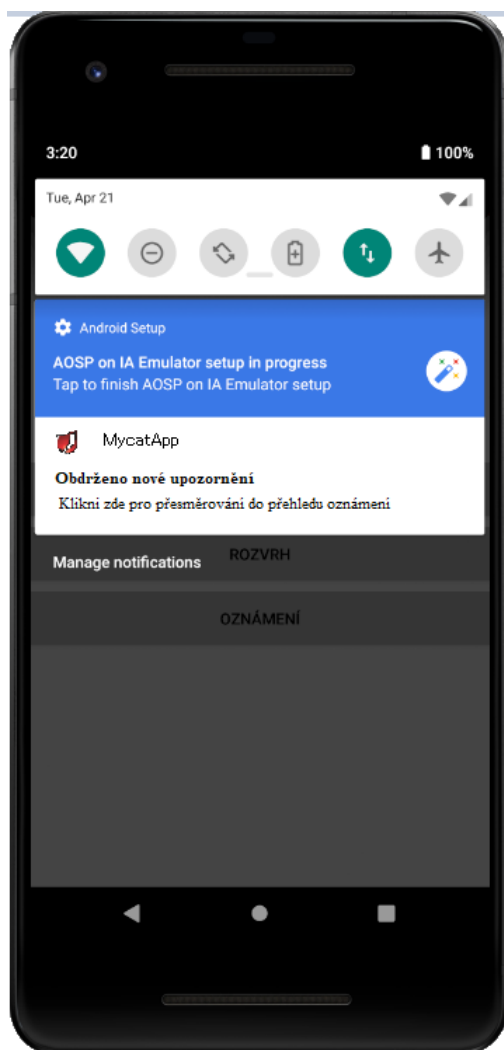 3:20 100%
Tue, Apr 21
Android Setup
AOSP on IA Emulator setup in progress
Tap to finish AOSP on IA Emulator setup
MycatApp
Obdrženo nové upozornění
Klikni zde pro přesměrování do přehledu oznámení
Manage notifications
ROZVRH
OZNÁMENÍ